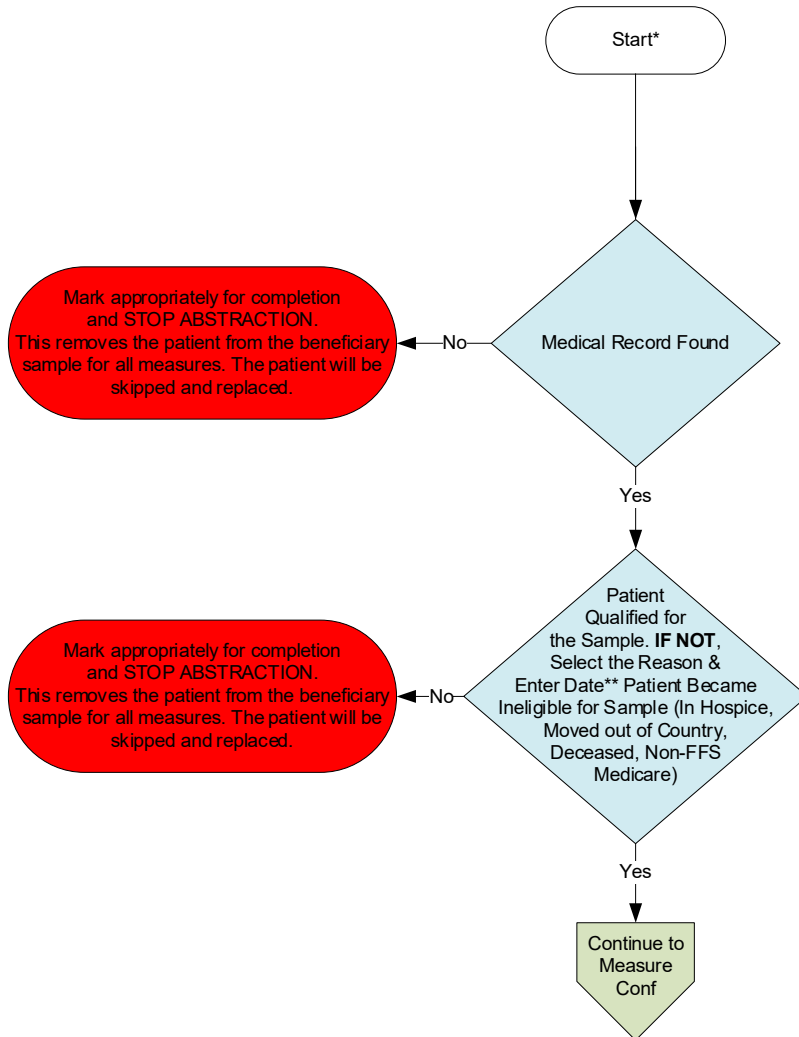 Start*
Mark appropriately for completion
and STOP ABSTRACTION.
This removes the patient from the beneficiary
sample for all measures. The patient will be
skipped and replaced.
No
Medical Record Found
Yes
Mark appropriately for completion
and STOP ABSTRACTION.
This removes the patient from the beneficiary
sample for all measures. The patient will be
skipped and replaced.
No
Patient
Qualified for
the Sample. IF NOT,
Select the Reason &
Enter Date** Patient Became
Ineligible for Sample (In Hospice,
Moved out of Country,
Deceased, Non-FFS
Medicare)
Yes
Continue to
Measure
Conf